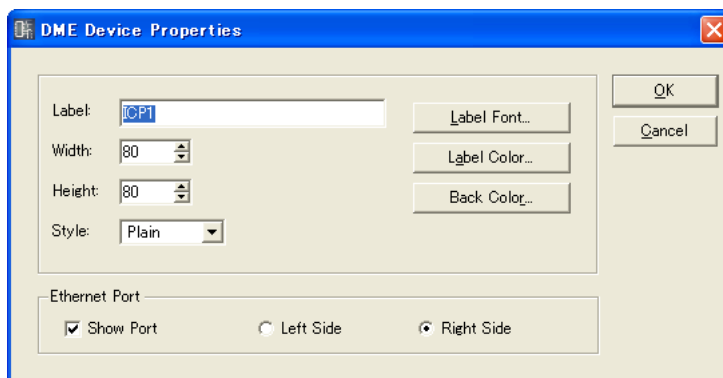 DME Device Properties
Label: ICP1 Label Font... OK
Width: 80 Label Color... Cancel
Height: 80 Back Color...
Style: Plain
Ethernet Port
Show Port Left Side Right Side